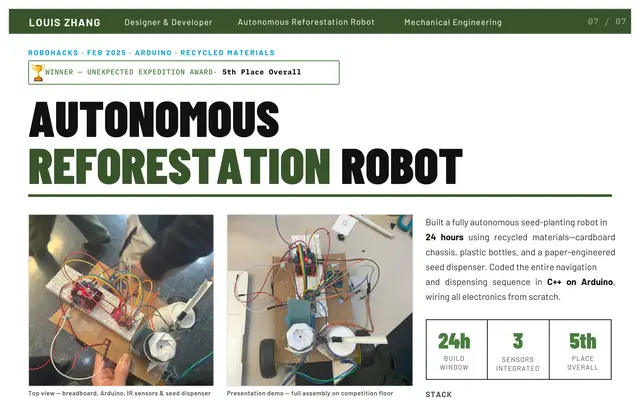 LOUIS ZHANG Designer & Developer Autonomous Reforestation Robot Mechanical Engineering 07 / 07
ROBOHACKS · FEB 2025 · ARDUINO · RECYCLED MATERIALS
WINNER — UNEXPECTED EXPEDITION AWARD· 5th Place Overall
AUTONOMOUS
REFORESTATION ROBOT
Built a fully autonomous seed-planting robot in
24 hours using recycled materials—cardboard
chassis, plastic bottles, and a paper-engineered
seed dispenser. Coded the entire navigation
and dispensing sequence in C++ on Arduino,
wiring all electronics from scratch.
24h 3 5th
BUILD SENSORS PLACE
WINDOW INTEGRATED OVERALL
Top view — breadboard, Arduino, IR sensors & seed dispenser
Presentation demo — full assembly on competition floor
STACK